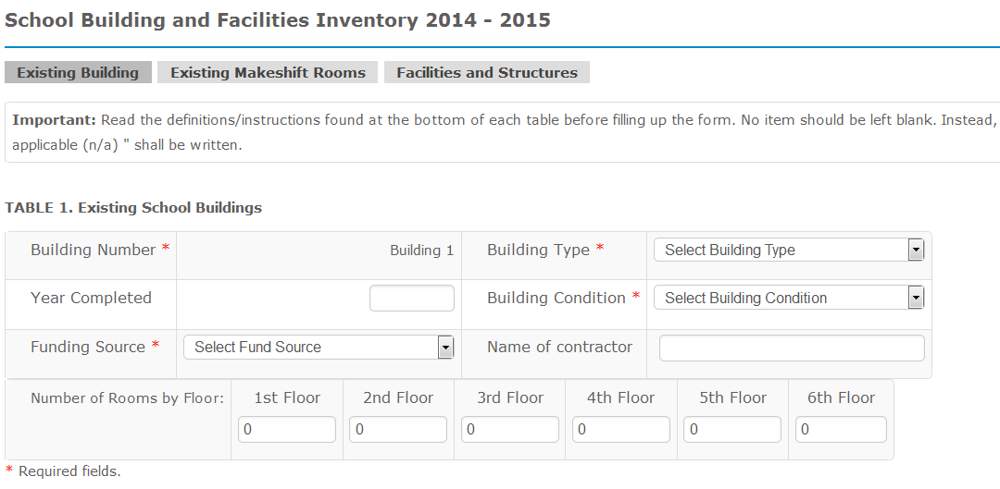 School Building and Facilities Inventory 2014 - 2015
Existing Building Existing Makeshift Rooms Facilities and Structures
Important: Read the definitions/instructions found at the bottom of each table before filling up the form. No item should be left blank. Instead,
applicable (n/a) " shall be written.
TABLE 1. Existing School Buildings
Building Number * Building 1 Building Type * Select Building Type
Year Completed Building Condition * Select Building Condition
Funding Source * Select Fund Source Name of contractor
Number of Rooms by Floor: 1st Floor 2nd Floor 3rd Floor 4th Floor 5th Floor 6th Floor
0 0 0 0 0 0
* Required fields.